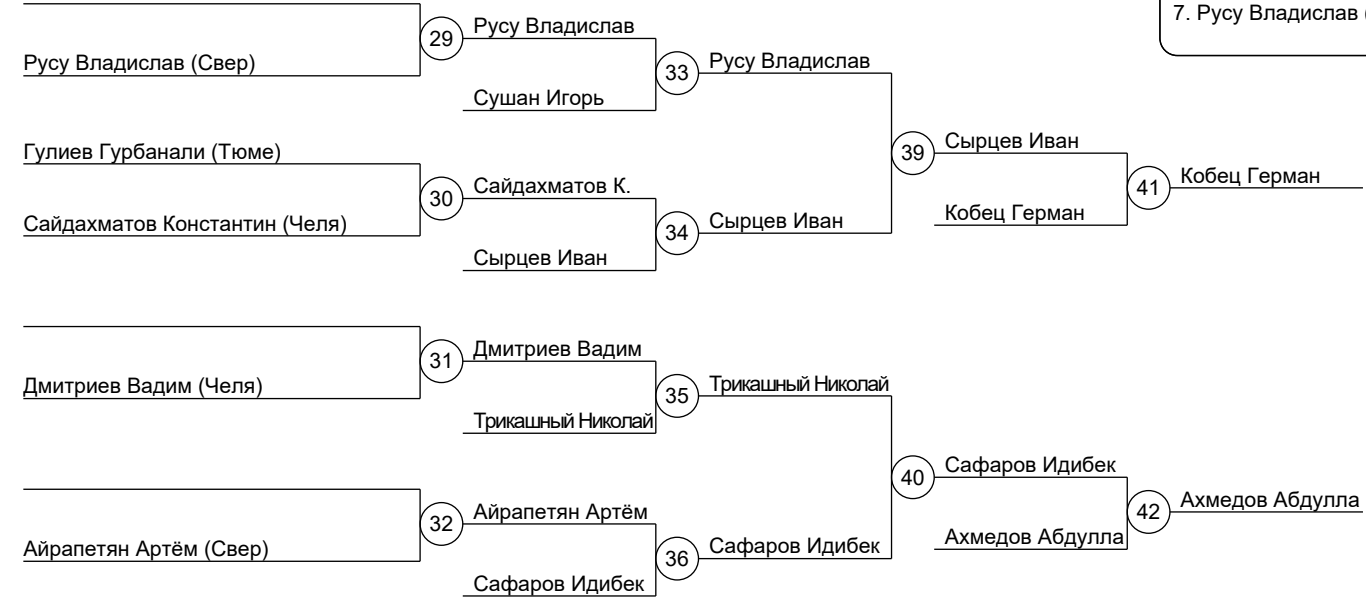 7. Русу Владислав (
29
Русу Владислав
Русу Владислав (Свер)
33
Русу Владислав
Сушан Игорь
39
Сырцев Иван
Гулиев Гурбанали (Тюме)
41
Кобец Герман
30
Сайдахматов К.
Сайдахматов Константин (Челя)
34
Сырцев Иван
Кобец Герман
Сырцев Иван
31
Дмитриев Вадим
Дмитриев Вадим (Челя)
35
Трикашный Николай
Трикашный Николай
40
Сафаров Идибек
42
Ахмедов Абдулла
32
Айрапетян Артём
Ахмедов Абдулла
Айрапетян Артём (Свер)
36
Сафаров Идибек
Сафаров Идибек